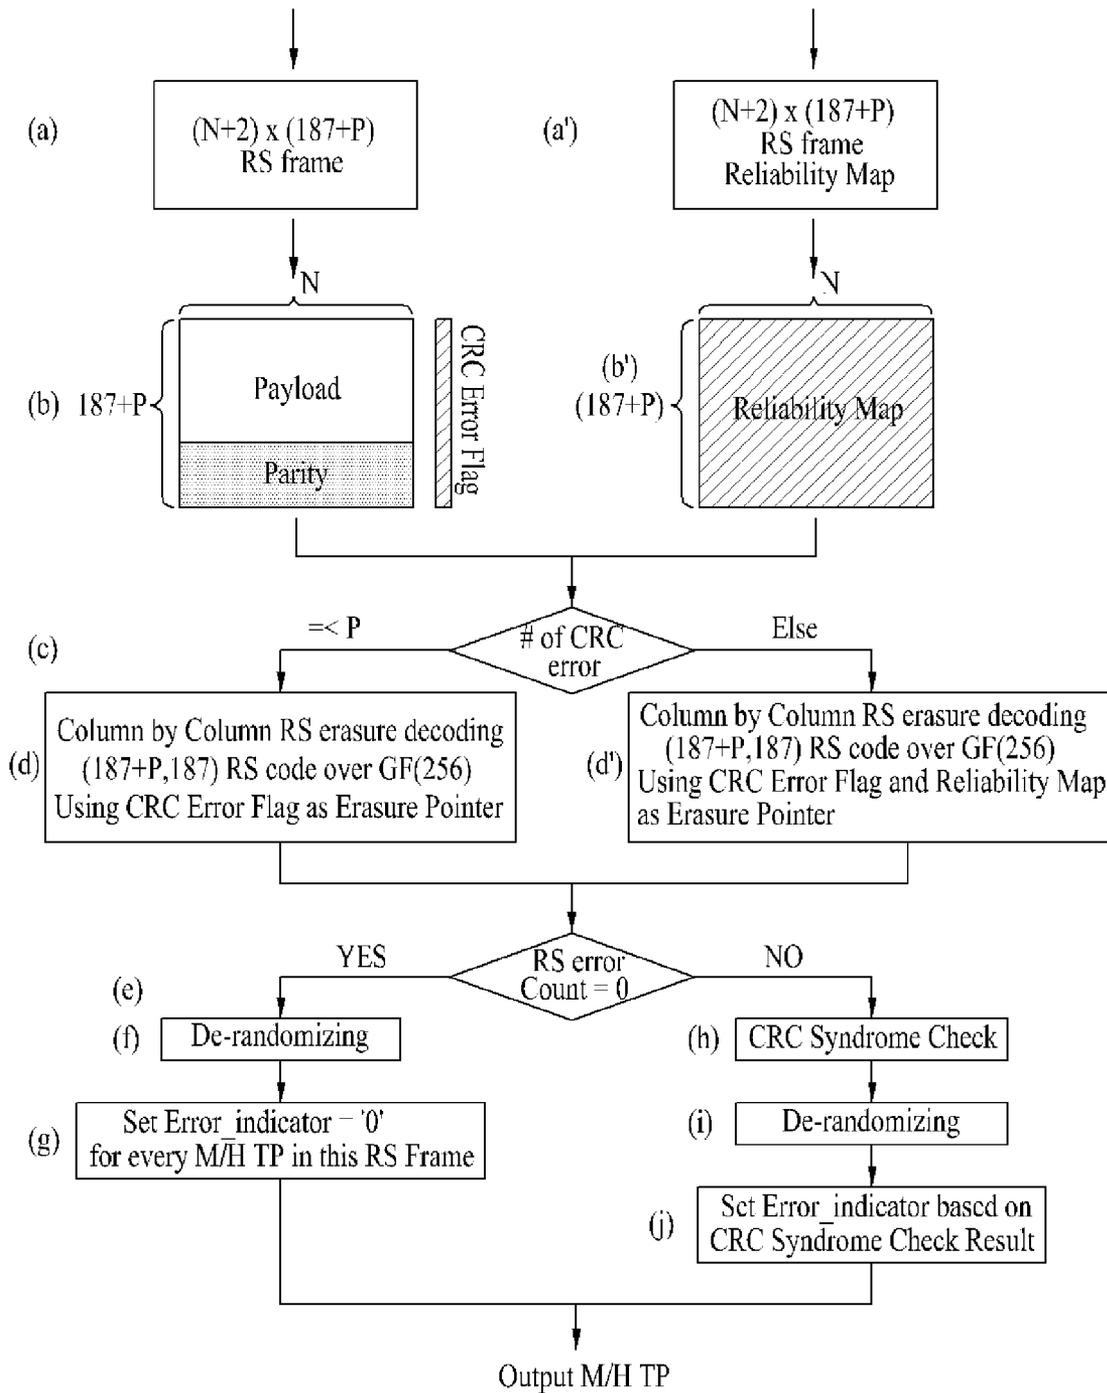 (a)
(N+2) x (187+P)
RS frame
(a')
(N+2) x (187+P)
RS frame
Reliability Map
N
N
(b)
187+P
Payload
Parity
CRC Error Flag
(b')
(187+P)
Reliability Map
(c)
=< P
# of CRC
error
Else
(d)
Column by Column RS erasure decoding
(187+P,187) RS code over GF(256)
Using CRC Error Flag as Erasure Pointer
(d')
Column by Column RS erasure decoding
(187+P,187) RS code over GF(256)
Using CRC Error Flag and Reliability Map
as Erasure Pointer
(e)
YES
RS error
Count = 0
NO
(f)
De-randomizing
(h)
CRC Syndrome Check
(g)
Set Error_indicator = '0'
for every M/H TP in this RS Frame
(i)
De-randomizing
(j)
Set Error_indicator based on
CRC Syndrome Check Result
Output M/H TP